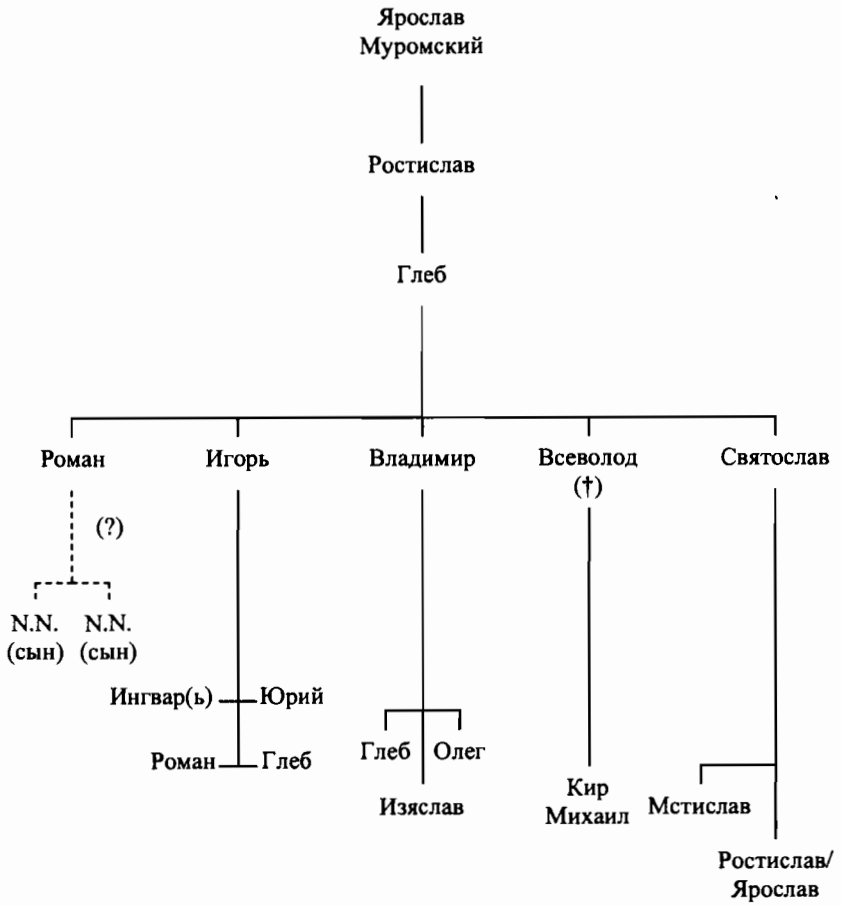 Ярослав
Муромский
Ростислав
Глеб
Роман Игорь Владимир Всеволод Святослав
(†)
(?)
N.N. N.N.
(сын) (сын)
Ингвар(ь) Юрий
Роман Глеб
Глеб Олег
Изяслав
Кир
Михаил
Мстислав
Ростислав/
Ярослав